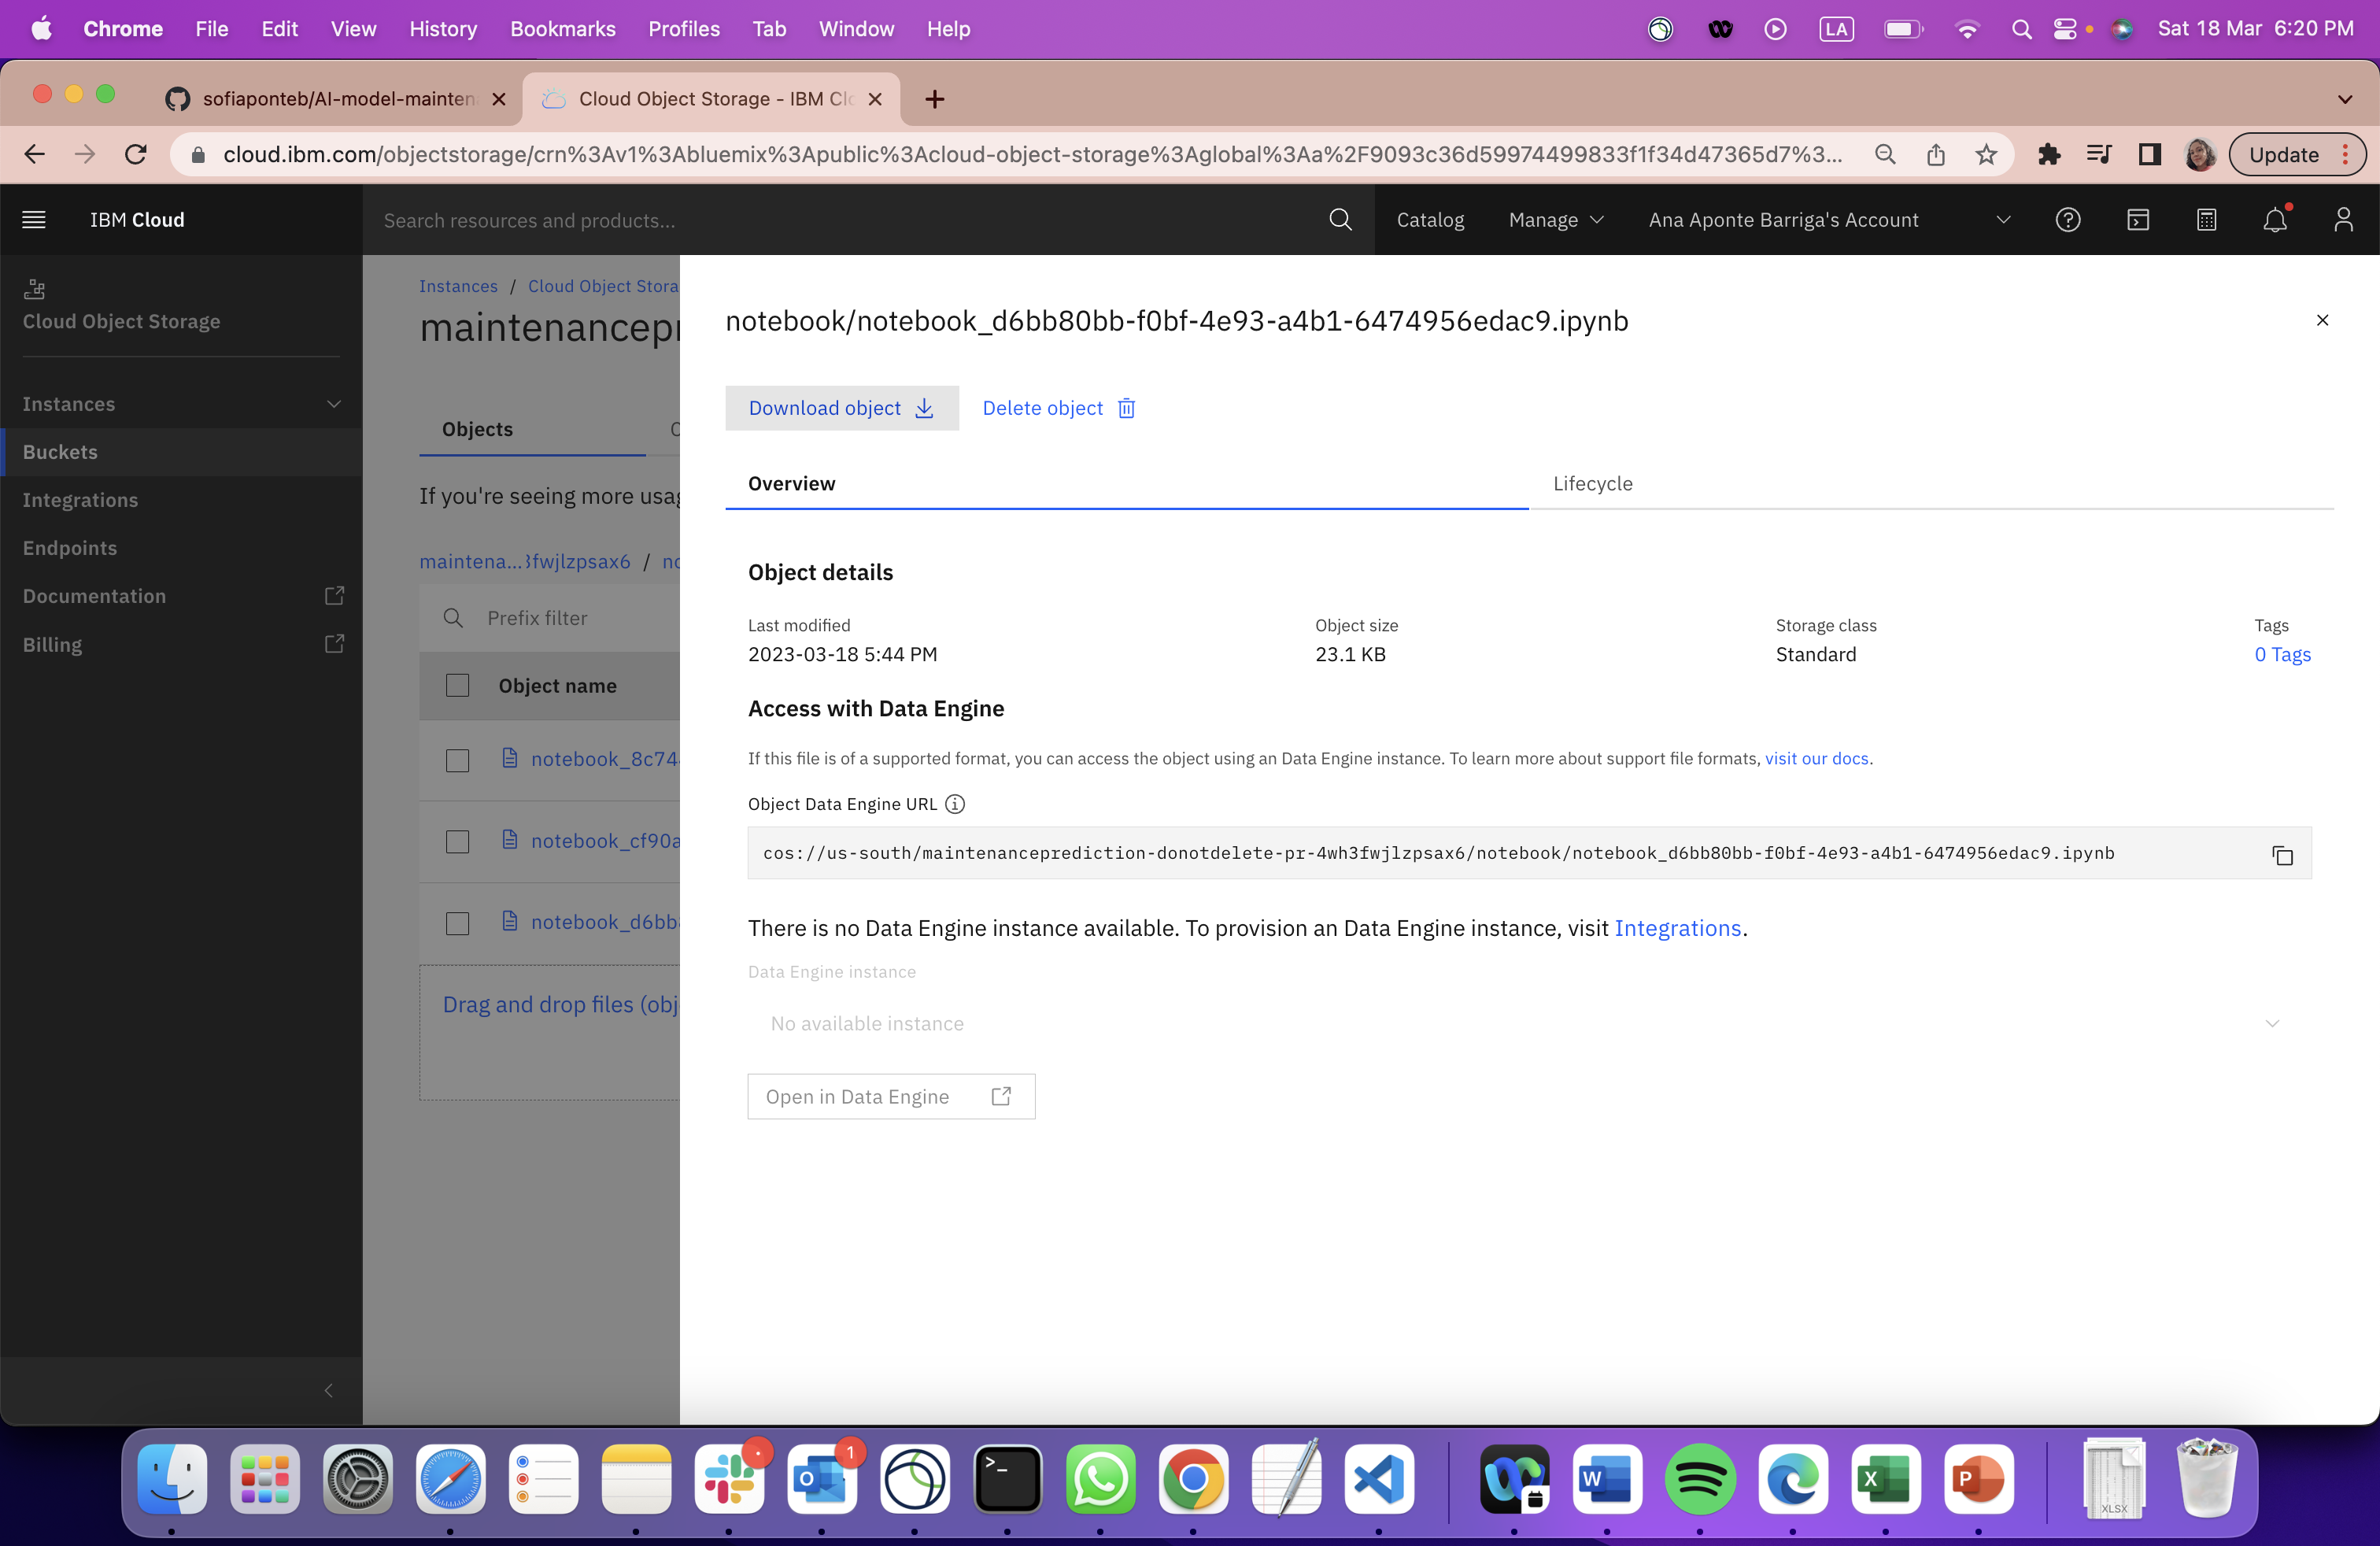 Chrome File Edit View History Bookmarks Profiles Tab Window Help LA Sat 18 Mar 6:20 PM
sofiaponteb/AI-model-mainten Cloud Object Storage - IBM Clo
cloud.ibm.com/objectstorage/crn%3Av1%3Abluemix%3Apublic%3Acloud-object-storage%3Aglobal%3Aa%2F9093c36d59974499833f1f34d47365d7%3... Update
IBM Cloud Search resources and products... Catalog Manage Ana Aponte Barriga's Account
Cloud Object Storage
Instances
Buckets
Integrations
Endpoints
Documentation
Billing
Instances / Cloud Object Stora
maintenancepr
Objects
If you're seeing more usag
maintena...3fwjlzpsax6 / no
Prefix filter
Object name
notebook_8c74
notebook_cf90a
notebook_d6bb
Drag and drop files (obj
notebook/notebook_d6bb80bb-f0bf-4e93-a4b1-6474956edac9.ipynb
Download object Delete object
Overview Lifecycle
Object details
Last modified Object size Storage class Tags
2023-03-18 5:44 PM 23.1 KB Standard 0 Tags
Access with Data Engine
If this file is of a supported format, you can access the object using an Data Engine instance. To learn more about support file formats, visit our docs.
Object Data Engine URL
cos://us-south/maintenanceprediction-donotdelete-pr-4wh3fwjlzpsax6/notebook/notebook_d6bb80bb-f0bf-4e93-a4b1-6474956edac9.ipynb
There is no Data Engine instance available. To provision an Data Engine instance, visit Integrations.
Data Engine instance
No available instance
Open in Data Engine
1
XLSX